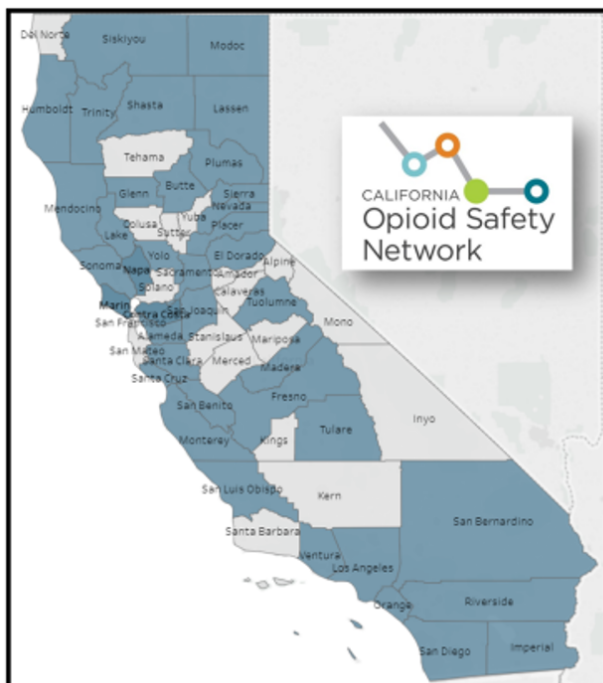 Del Norte
Siskiyou
Modoc
Humboldt
Trinity
Shasta
Lassen
Tehama
Plumas
Glenn
Butte
Sierra
Mendocino
Colusa
Yuba
Nevada
Sutter
Placer
Lake
Sonoma
Napa
Yolo
El Dorado
Alpine
Sacramento
Amador
Solano
Calaveras
Marin
Contra Costa
San Joaquin
Tuolumne
San Francisco
Mono
Alameda
Stanislaus
Mariposa
San Mateo
Santa Clara
Merced
Madera
Santa Cruz
Fresno
San Benito
Inyo
Monterey
Kings
Tulare
San Luis Obispo
Kern
San Bernardino
Santa Barbara
Ventura
Los Angeles
Orange
Riverside
San Diego
Imperial
CALIFORNIA
Opioid Safety
Network